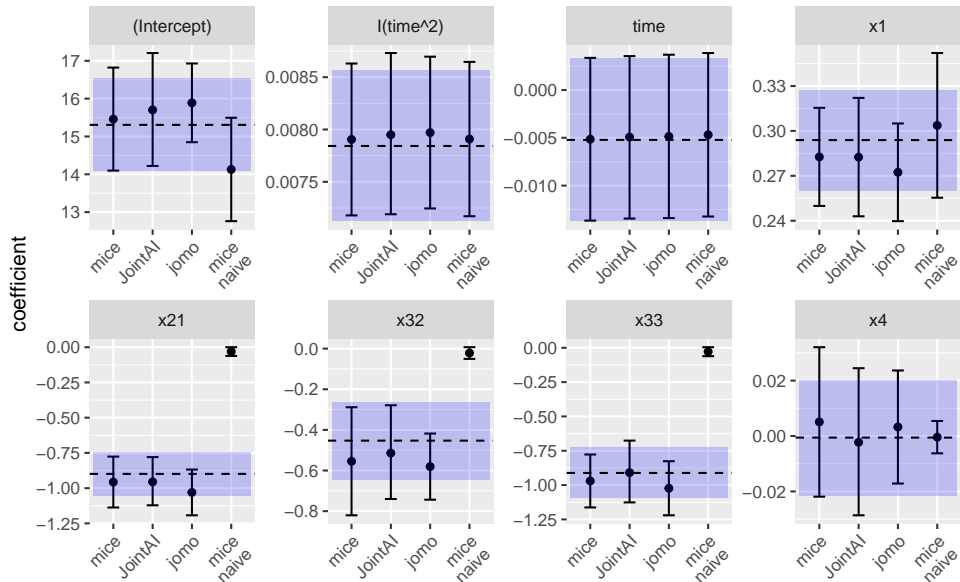 (Intercept)
I(time^2)
time
x1
17
16
15
14
13
0.0085
0.0080
0.0075
0.000
−0.005
−0.010
0.33
0.30
0.27
0.24
mice
JointAI
jomo
mice
naive
mice
JointAI
jomo
mice
naive
mice
JointAI
jomo
mice
naive
mice
JointAI
jomo
mice
naive
coefficient
x21
x32
x33
x4
0.00
−0.25
−0.50
−0.75
−1.00
−1.25
0.0
−0.2
−0.4
−0.6
−0.8
0.00
−0.25
−0.50
−0.75
−1.00
−1.25
0.02
0.00
−0.02
mice
JointAI
jomo
mice
naive
mice
JointAI
jomo
mice
naive
mice
JointAI
jomo
mice
naive
mice
JointAI
jomo
mice
naive